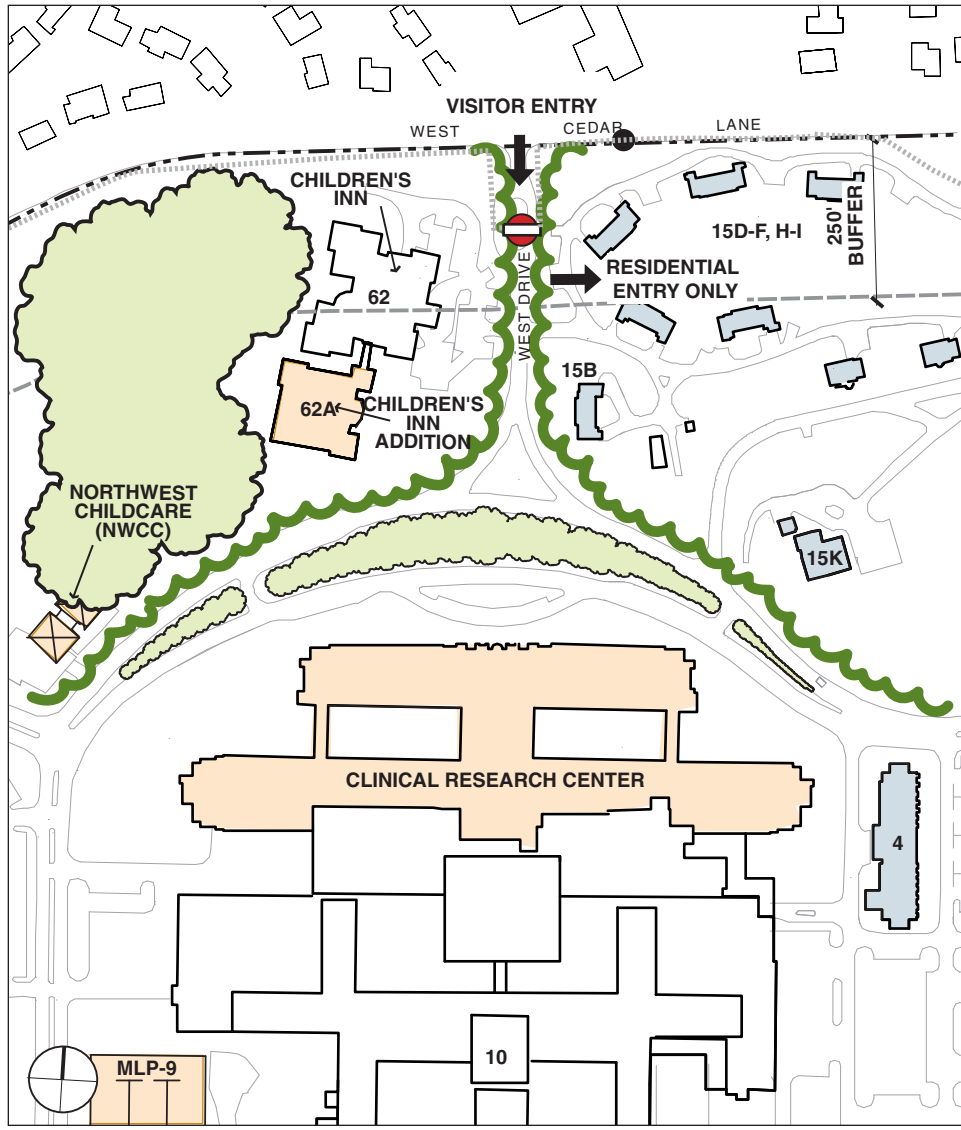 VISITOR ENTRY
WEST CEDAR LANE
CHILDREN'S
INN
15D-F, H-I
250'
BUFFER
RESIDENTIAL
ENTRY ONLY
62
WEST DRIVE
15B
62A
CHILDREN'S
INN
ADDITION
NORTHWEST
CHILDCARE
(NWCC)
15K
CLINICAL RESEARCH CENTER
4
10
MLP-9